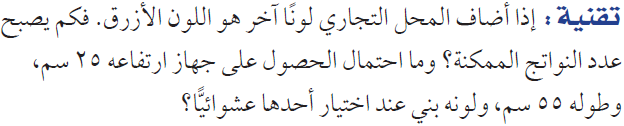 تقنية : إذا أضاف المحل التجاري لونًا آخر هو اللون الأزرق. فكم يصبح
عدد النواتج الممكنة؟ وما احتمال الحصول على جهاز ارتفاعه ٢٥ سم،
وطوله ٥٥ سم، ولونه بني عند اختيار أحدها عشوائيًّا؟